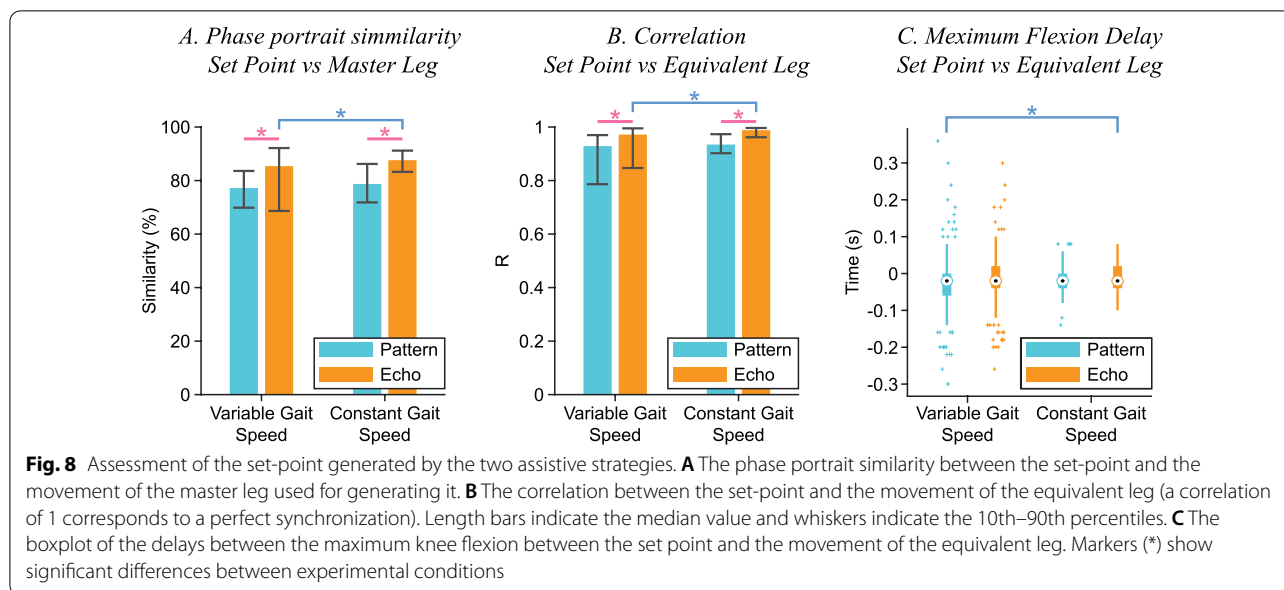 A. Phase portrait simmilarity
Set Point vs Master Leg
*
*
*
100
80
60
40
20
0
Similarity (%)
Pattern
Echo
Variable Gait
Speed
Constant Gait
Speed
B. Correlation
Set Point vs Equivalent Leg
*
*
*
1
0.8
0.6
0.4
0.2
0
R
Pattern
Echo
Variable Gait
Speed
Constant Gait
Speed
C. Meximum Flexion Delay
Set Point vs Equivalent Leg
*
0.3
0.2
0.1
0
-0.1
-0.2
-0.3
Time (s)
Pattern
Echo
Variable Gait
Speed
Constant Gait
Speed
Fig. 8 Assessment of the set-point generated by the two assistive strategies. A The phase portrait similarity between the set-point and the
movement of the master leg used for generating it. B The correlation between the set-point and the movement of the equivalent leg (a correlation
of 1 corresponds to a perfect synchronization). Length bars indicate the median value and whiskers indicate the 10th–90th percentiles. C The
boxplot of the delays between the maximum knee flexion between the set point and the movement of the equivalent leg. Markers (*) show
significant differences between experimental conditions